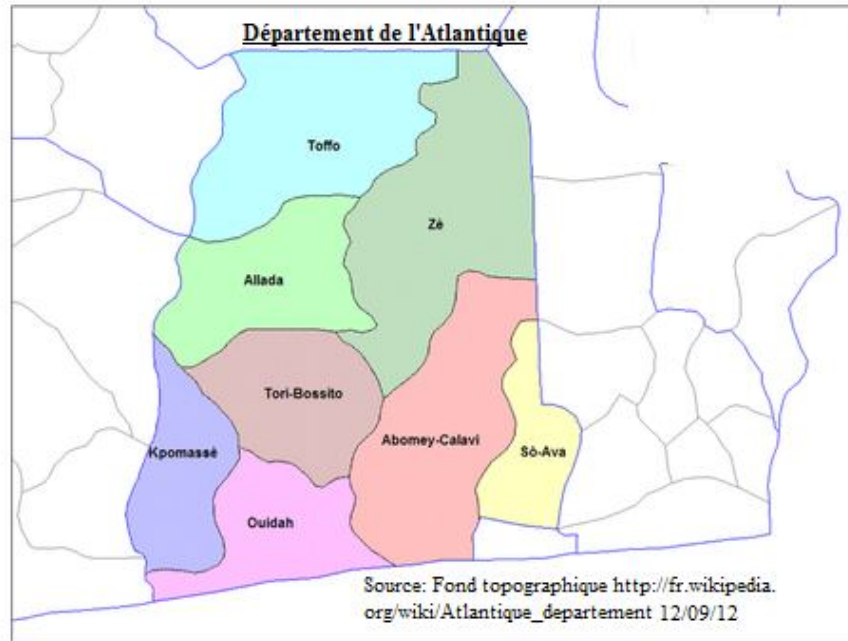 Département de l'Atlantique
Toffo
Zè
Allada
Tori-Bossito
Kpomassè
Abomey-Calavi
Sò-Ava
Ouidah
Source: Fond topographique http://fr.wikipedia.
org/wiki/Atlantique_departement 12/09/12